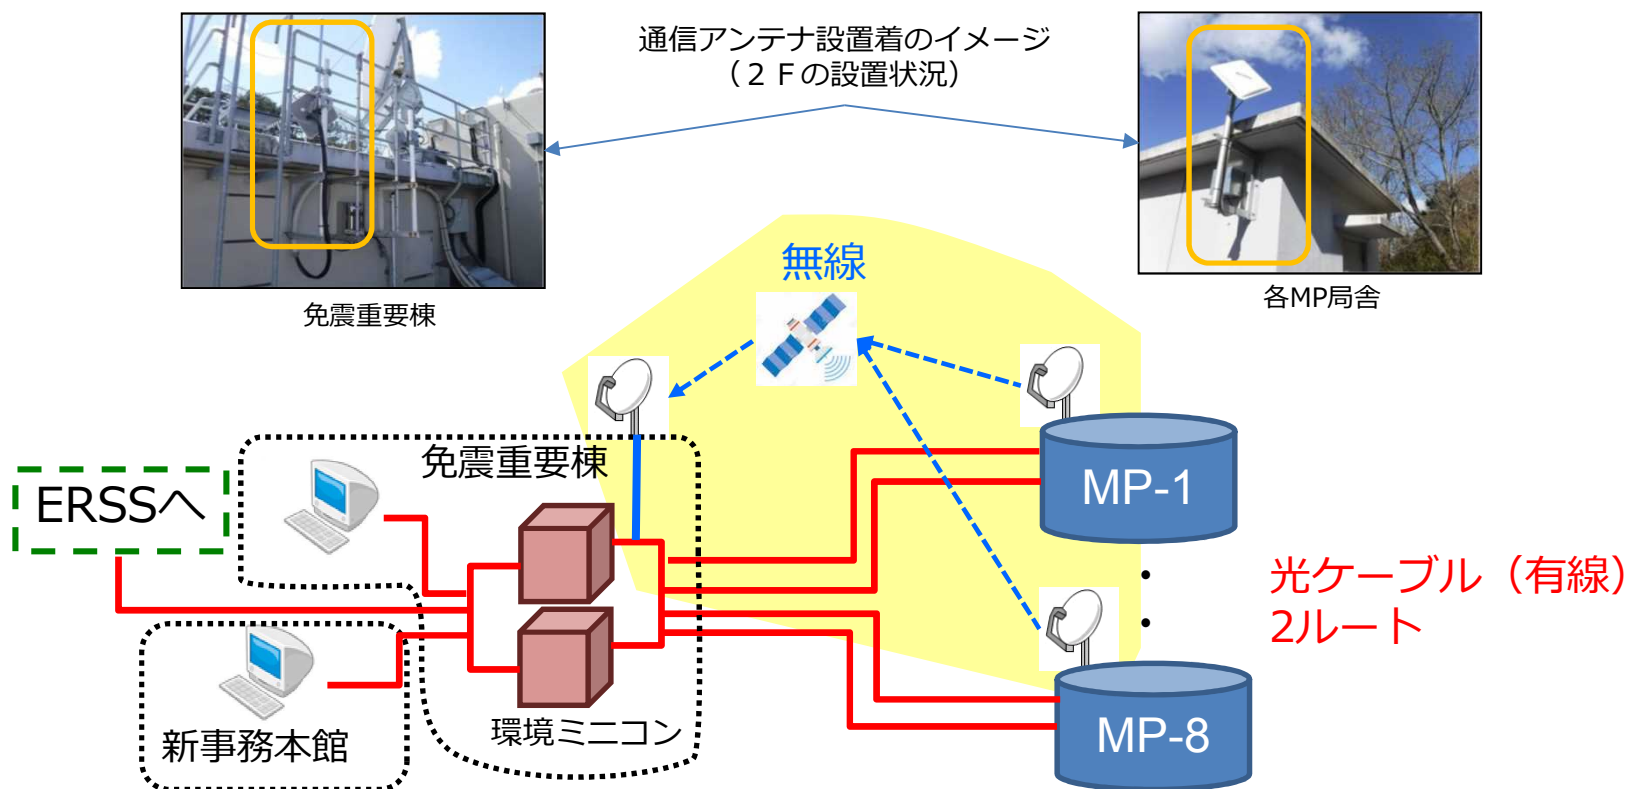 通信アンテナ設置着のイメージ
（２Ｆの設置状況）
免震重要棟
各MP局舎
無線
免震重要棟
ERSSへ
MP-1
光ケーブル（有線）
2ルート
新事務本館
環境ミニコン
MP-8